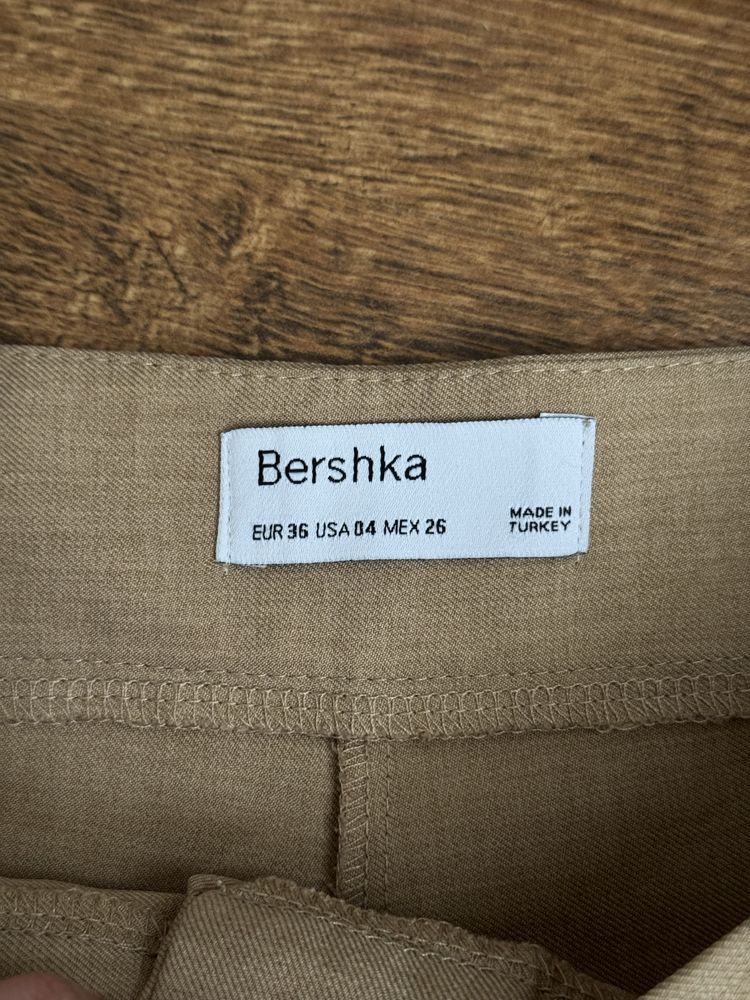 Bershka
EUR 36 USA 04 MEX 26
MADE IN
TURKEY